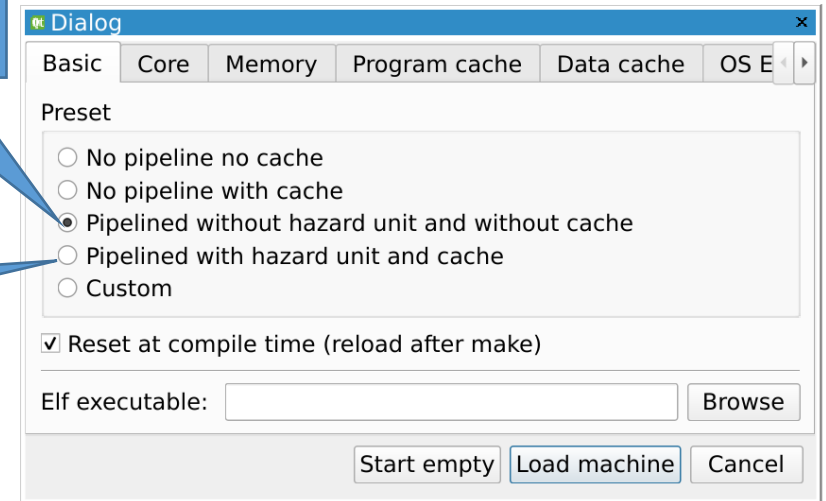 Dialog
Basic Core Memory Program cache Data cache OS E
Preset
No pipeline no cache
No pipeline with cache
Pipelined without hazard unit and without cache
Pipelined with hazard unit and cache
Custom
Reset at compile time (reload after make)
Elf executable: Browse
Start empty Load machine Cancel